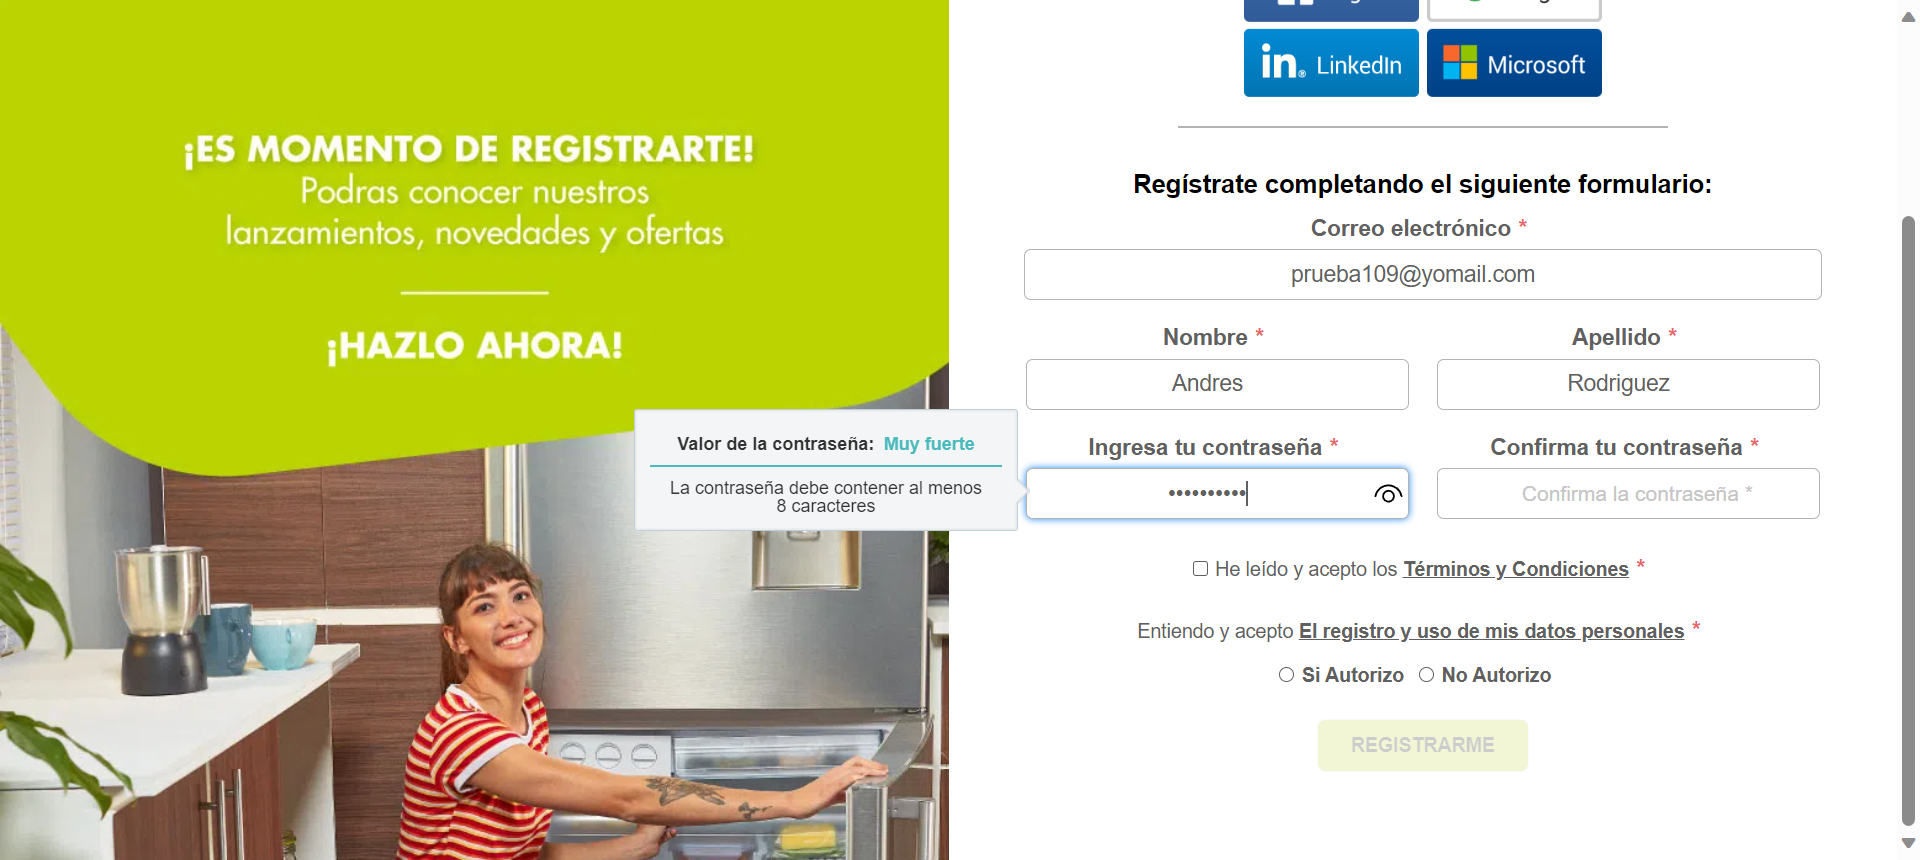 ¡ES MOMENTO DE REGISTRARTE!
Podras conocer nuestros
lanzamientos, novedades y ofertas
¡HAZLO AHORA!
LinkedIn
Microsoft
Regístrate completando el siguiente formulario:
Correo electrónico *
prueba109@yomail.com
Nombre *
Apellido *
Andres
Rodriguez
Valor de la contraseña: Muy fuerte
La contraseña debe contener al menos
8 caracteres
Ingresa tu contraseña *
Confirma tu contraseña *
••••••••••
Confirma la contraseña *
He leído y acepto los Términos y Condiciones *
Entiendo y acepto El registro y uso de mis datos personales *
Si Autorizo
No Autorizo
REGISTRARME